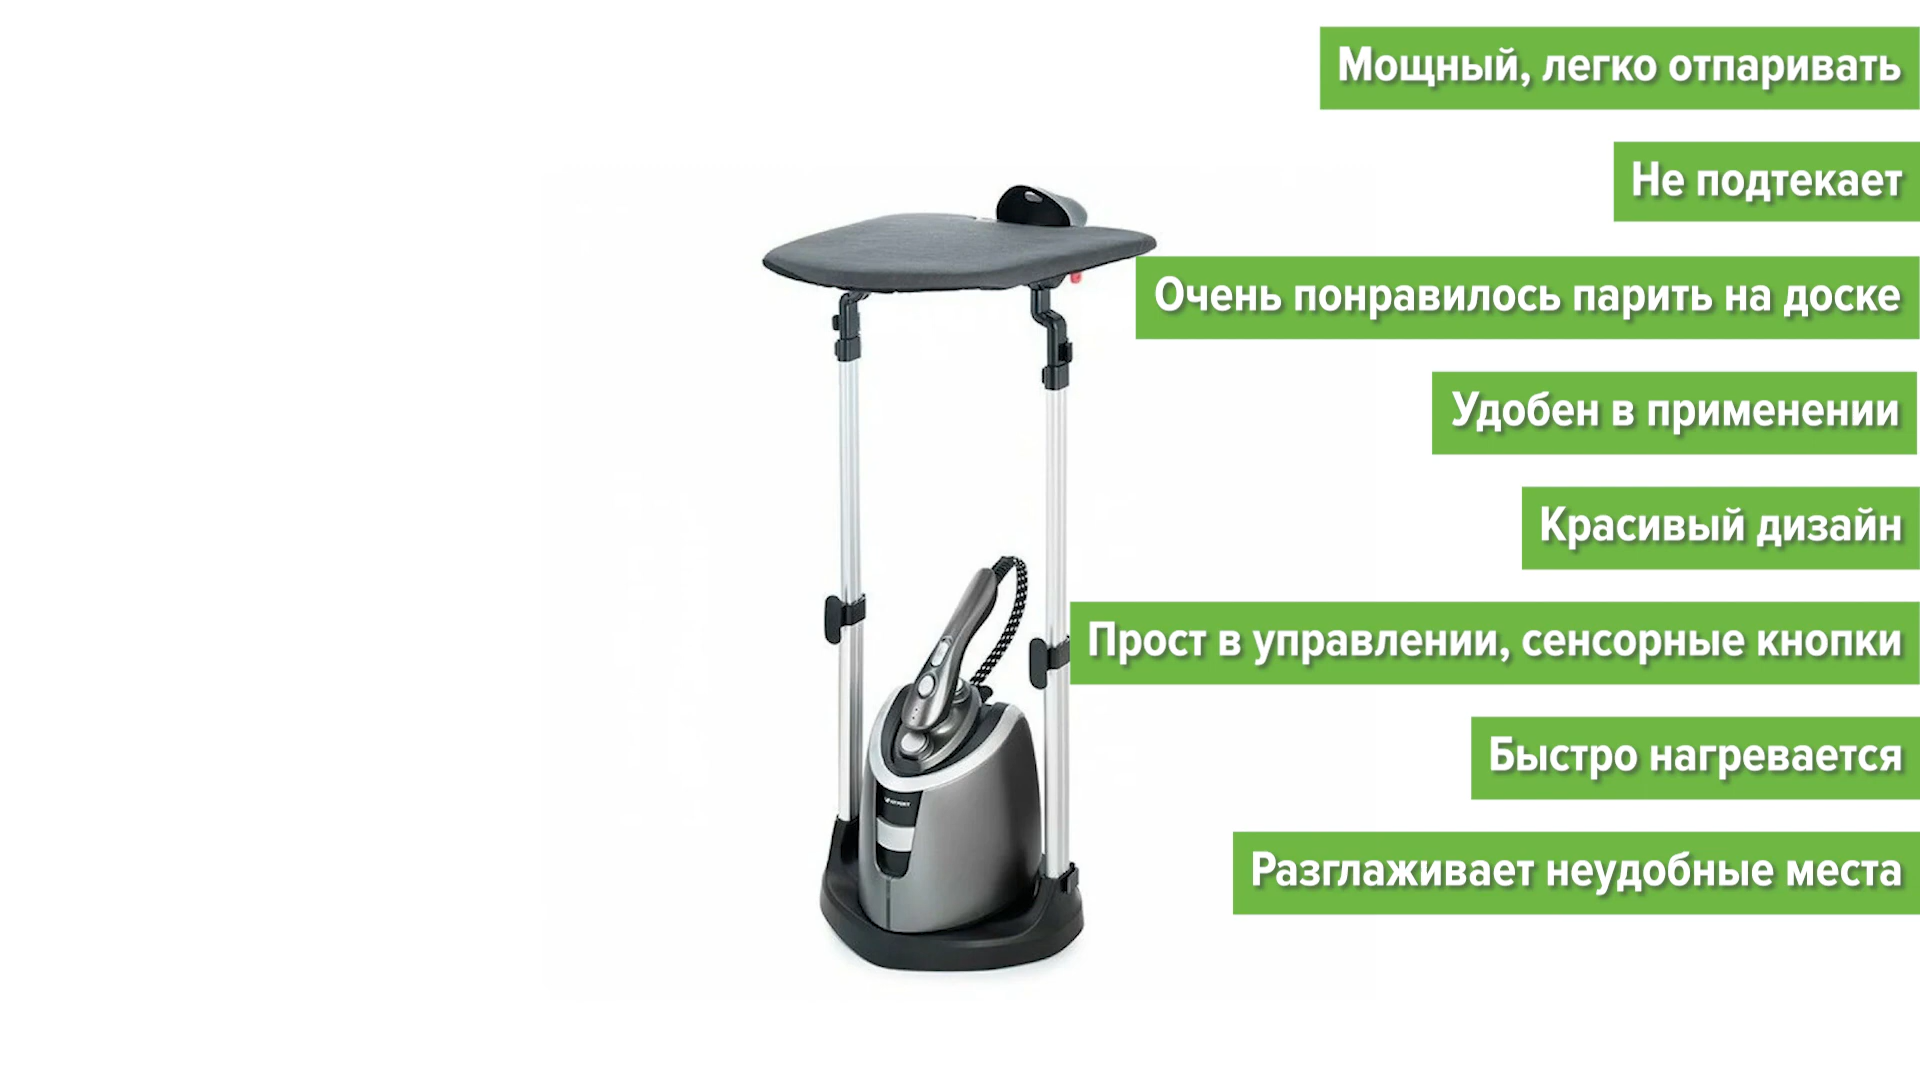 Мощный, легко отпаривать
Не подтекает
Очень понравилось парить на доске
Удобен в применении
Красивый дизайн
Прост в управлении, сенсорные кнопки
Быстро нагревается
Разглаживает неудобные места